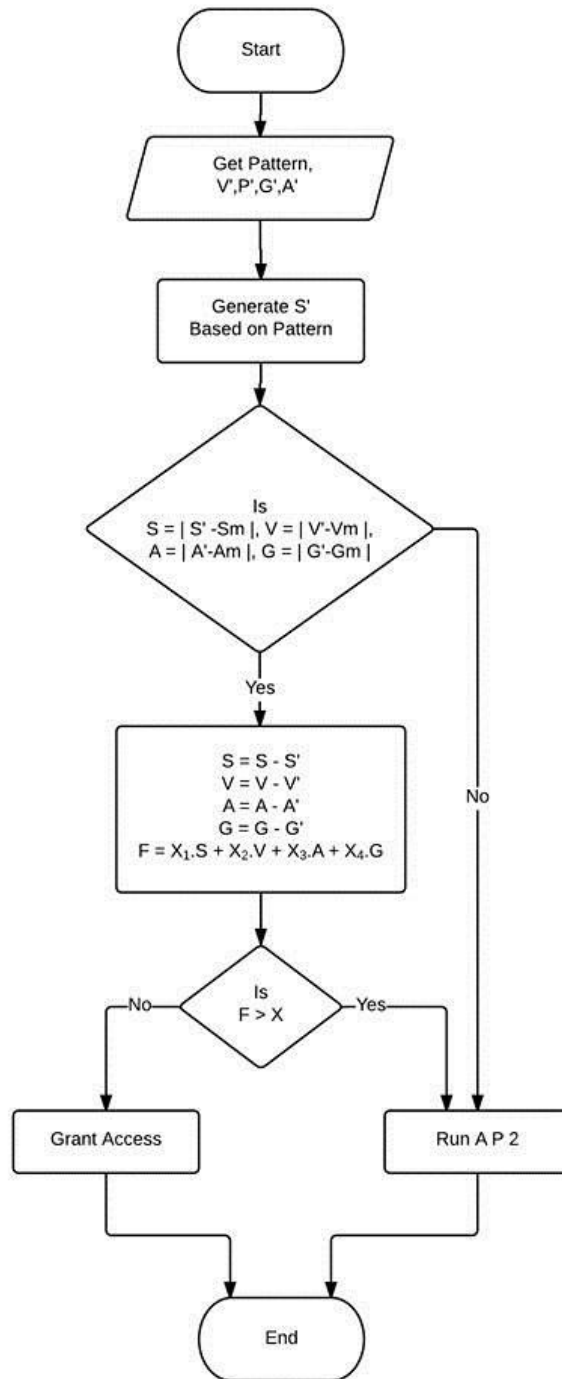 Start
Get Pattern,
V',P',G',A'
Generate S'
Based on Pattern
Is
S = | S' -Sm |, V = | V'-Vm |,
A = | A'-Am |, G = | G'-Gm |
Yes
S = S - S'
V = V - V'
A = A - A'
G = G - G'
F = X₁.S + X₂.V + X₃.A + X₄.G
No
Is
F > X
No
Yes
Grant Access
Run A P 2
End